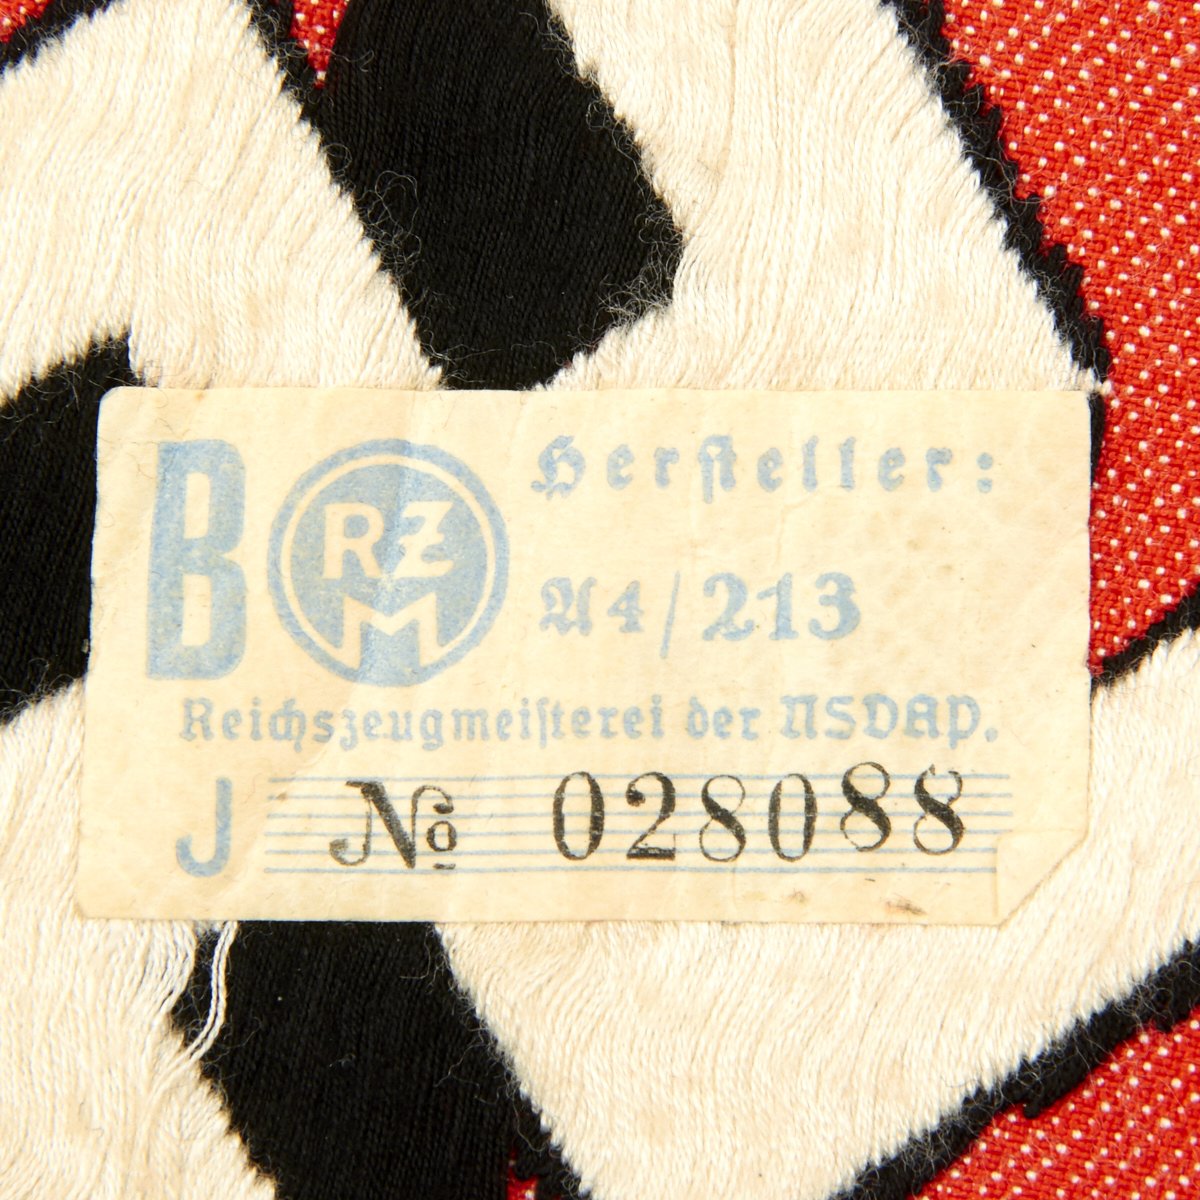 B RZM Hersteller:
A4/213
Reichszeugmeisterei der NSDAP.
J № 028088